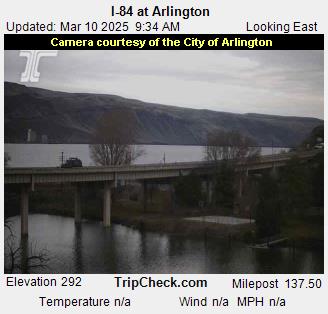 I-84 at Arlington
Updated: Mar 10 2025 9:34 AM Looking East
Camera courtesy of the City of Arlington
Elevation 292 TripCheck.com Milepost 137.50
Temperature n/a Wind n/a MPH n/a